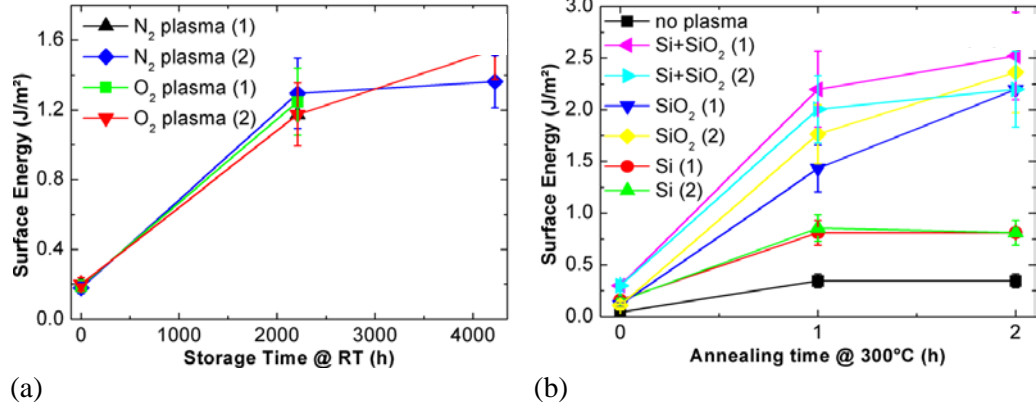 1.6
1.2
0.8
0.4
0.0
Surface Energy (J/m²)
N₂ plasma (1)
N₂ plasma (2)
O₂ plasma (1)
O₂ plasma (2)
0 1000 2000 3000 4000
Storage Time @ RT (h)
(a)
3.0
2.5
2.0
1.5
1.0
0.5
0.0
Surface Energy (J/m²)
no plasma
Si+SiO₂ (1)
Si+SiO₂ (2)
SiO₂ (1)
SiO₂ (2)
Si (1)
Si (2)
0 1 2
Annealing time @ 300ºC (h)
(b)